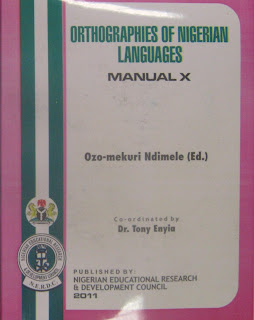 ORTHOGRAPHIES OF NIGERIAN
LANGUAGES
MANUAL X
Ozo-mekuri Ndimele (Ed.)
Co-ordinated by
Dr. Tony Enyia
N.E.R.D.C.
PUBLISHED BY:
NIGERIAN EDUCATIONAL RESEARCH
& DEVELOPMENT COUNCIL
2011